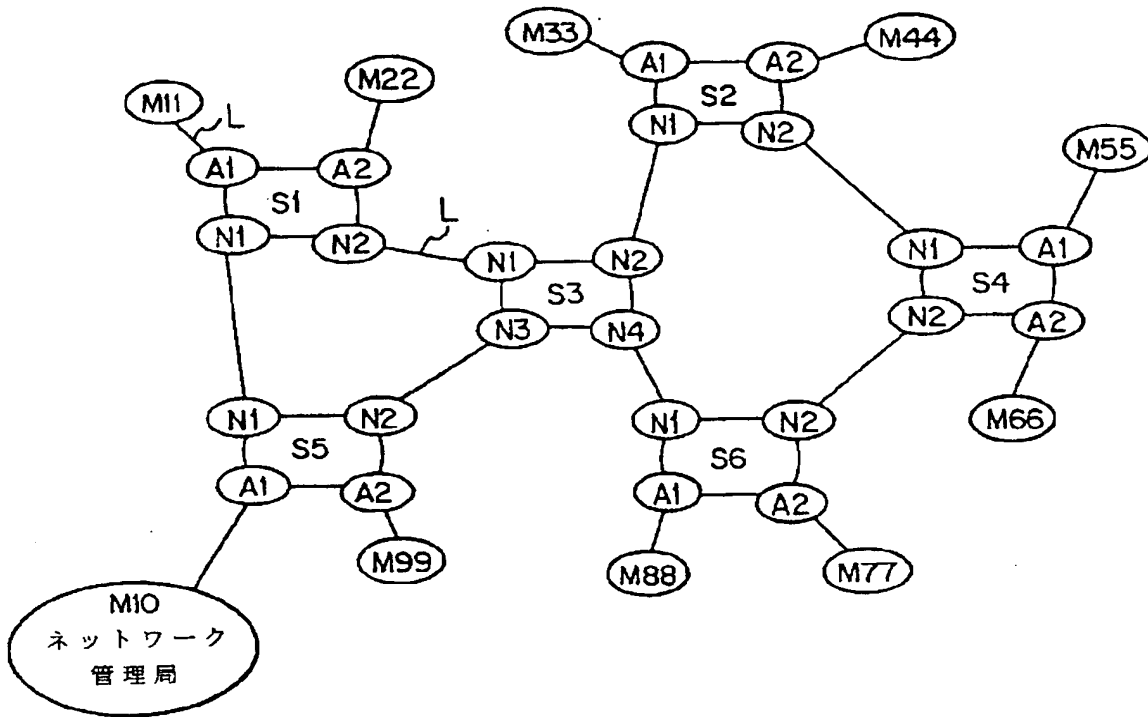 M33
M44
A1
A2
S2
N1
N2
M11
L
M22
A1
A2
S1
N1
N2
L
M55
N1
N2
S3
N3
N4
N1
A1
S4
N2
A2
M66
N1
N2
S5
A1
A2
M99
N1
N2
S6
A1
A2
M88
M77
M10
ネットワーク
管理局